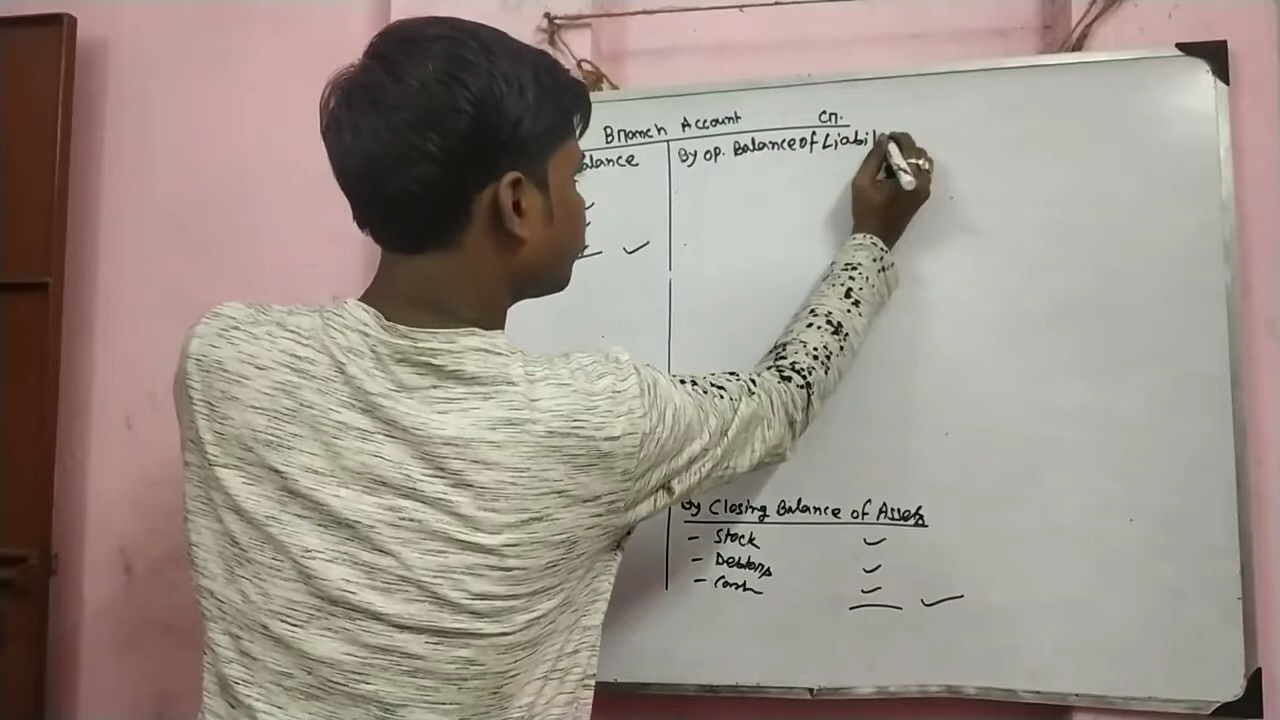 Branch Account Cr.
alance
By op. Balance of Liabil
By Closing Balance of Assets
- Stock
- Debtors
- Cash